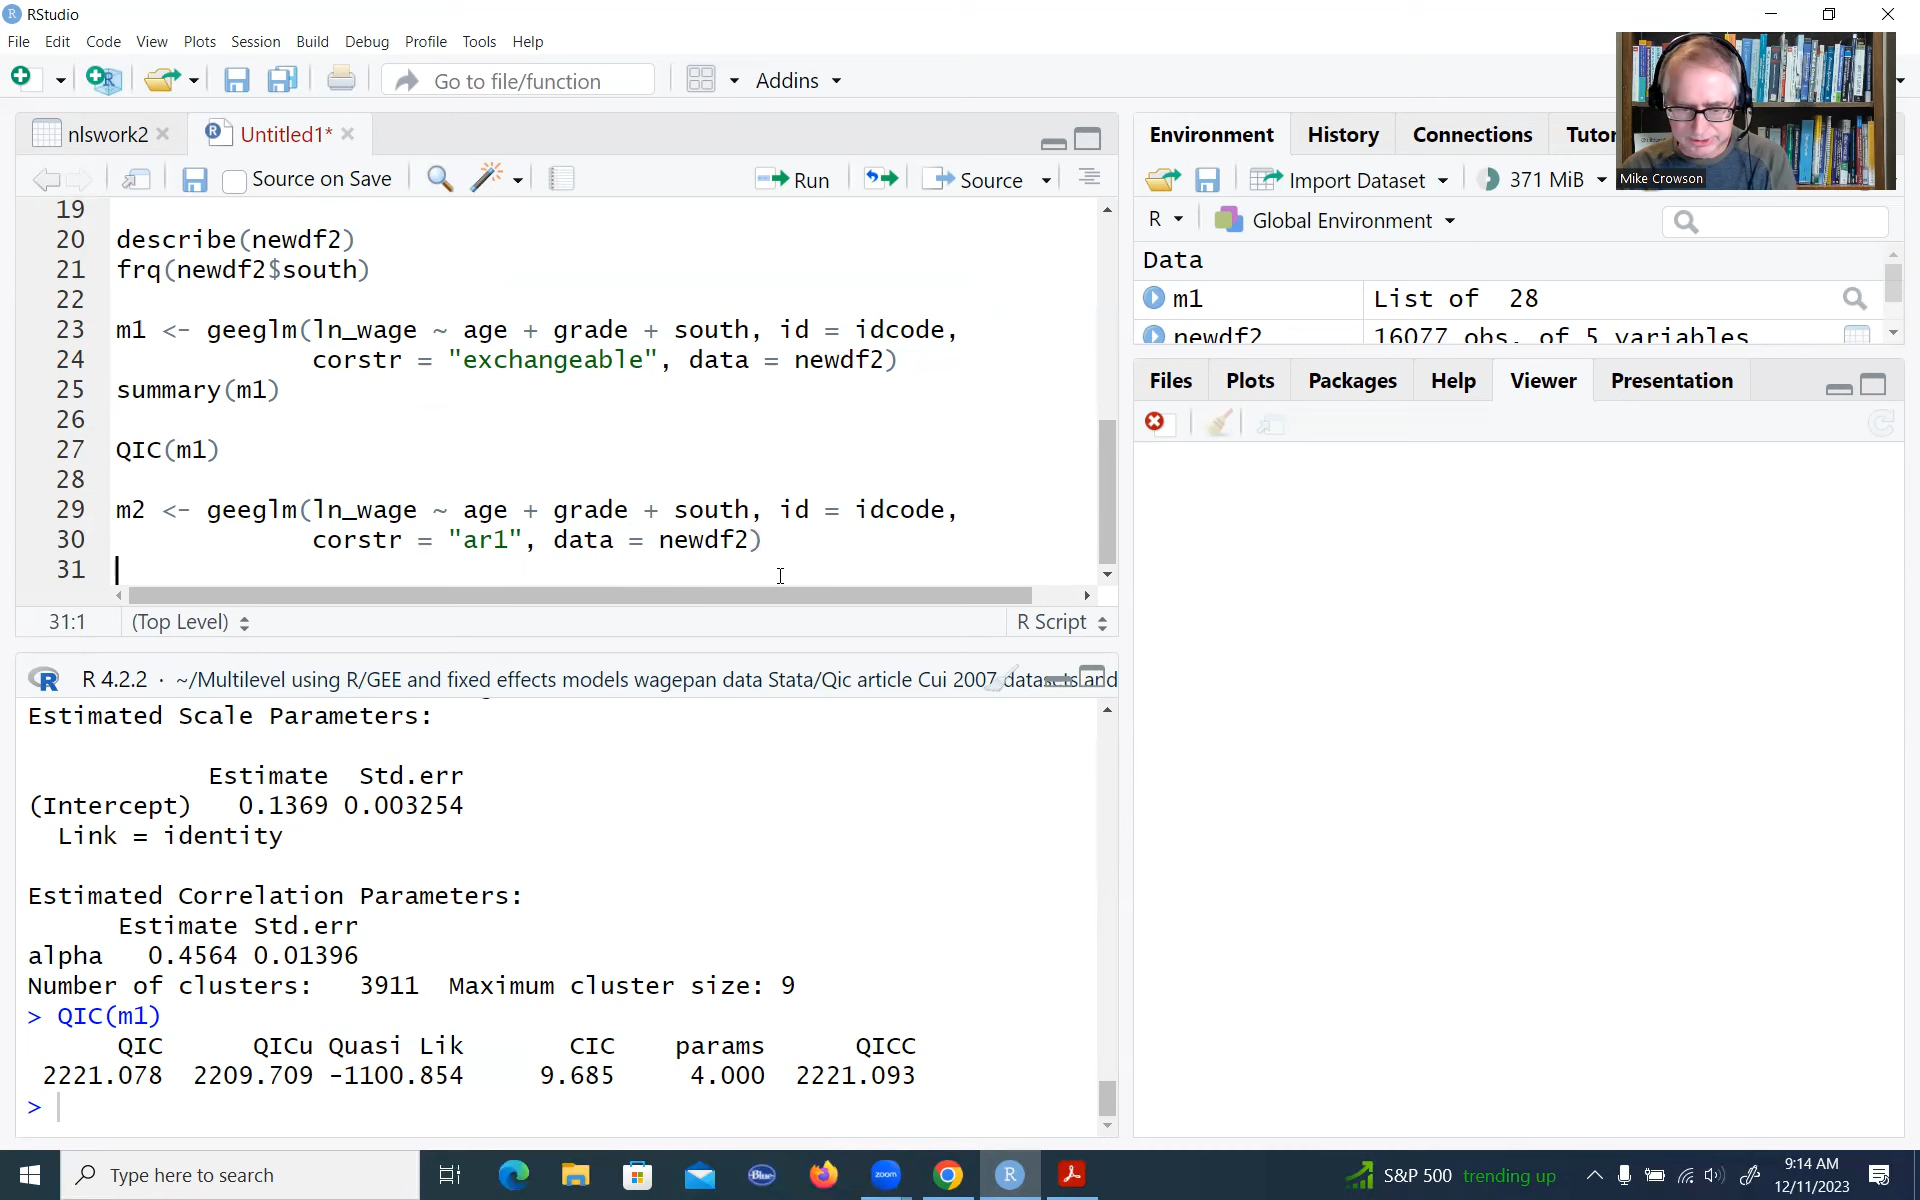 RStudio
File Edit Code View Plots Session Build Debug Profile Tools Help
Go to file/function Addins
nlswork2 Untitled1*
Source on Save Run Source
19
20 describe(newdf2)
21 frq(newdf2$south)
22
23 m1 <- geeglm(ln_wage ~ age + grade + south, id = idcode,
24 corstr = "exchangeable", data = newdf2)
25 summary(m1)
26
27 QIC(m1)
28
29 m2 <- geeglm(ln_wage ~ age + grade + south, id = idcode,
30 corstr = "ar1", data = newdf2)
31
31:1 (Top Level) R Script
R 4.2.2 · ~/Multilevel using R/GEE and fixed effects models wagepan data Stata/Qic article Cui 2007 datasets and
Estimated Scale Parameters:
Estimate Std.err
(Intercept) 0.1369 0.003254
Link = identity
Estimated Correlation Parameters:
Estimate Std.err
alpha 0.4564 0.01396
Number of clusters: 3911 Maximum cluster size: 9
> QIC(m1)
QIC QICu Quasi Lik CIC params QICC
2221.078 2209.709 -1100.854 9.685 4.000 2221.093
>
Environment History Connections Tutor
Import Dataset 371 MiB
R Global Environment
Data
m1 List of 28
newdf2 16077 obs. of 5 variables
Files Plots Packages Help Viewer Presentation
Mike Crowson
Type here to search
Blue
zoom
S&P 500 trending up
9:14 AM
12/11/2023